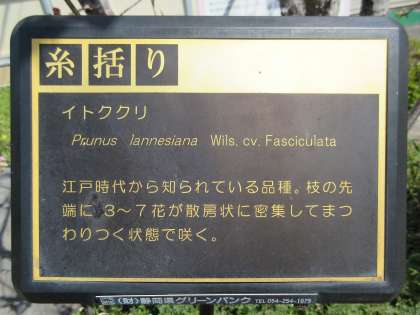 糸括り
イトククリ
Prunus lannesiana Wils. cv. Fasciculata
江戸時代から知られている品種。枝の先
端に 3〜7花が散房状に密集してまつ
わりつく状態で咲く。
(財)静岡県グリーンバンク TEL 054-254-1675